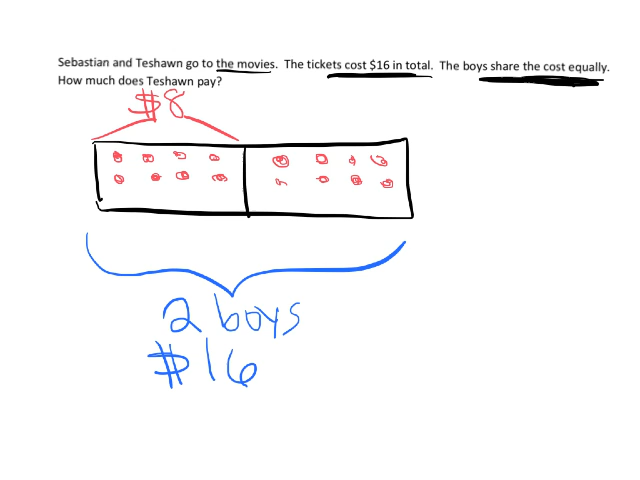 Sebastian and Teshawn go to the movies.  The tickets cost $16 in total.  The boys share the cost equally.
How much does Teshawn pay?
$8
2 boys
$16